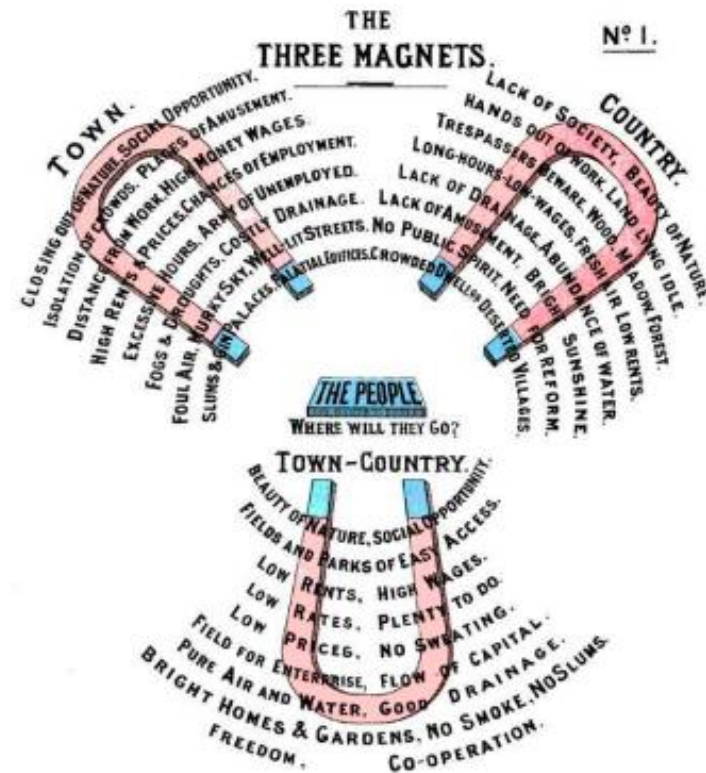 THE
THREE MAGNETS.
Nº 1.
TOWN.
CLOSING OUT OF NATURE. SOCIAL OPPORTUNITY.
ISOLATION OF CROWDS. PLACES OF AMUSEMENT.
DISTANCE FROM WORK. HIGH MONEY WAGES.
HIGH RENTS & PRICES. CHANCES OF EMPLOYMENT.
EXCESSIVE HOURS. ARMY OF UNEMPLOYED.
FOGS & DROUGHTS. COSTLY DRAINAGE.
FOUL AIR. MURKY SKY. WELL-LIT STREETS.
SLUMS & GIN PALACES. PALATIAL EDIFICES.
COUNTRY.
LACK OF SOCIETY. BEAUTY OF NATURE.
HANDS OUT OF WORK. LAND LYING IDLE.
TRESPASSERS BEWARE. WOOD, MEADOW, FOREST.
LONG-HOURS-LOW-WAGES. FRESH AIR. LOW RENTS.
LACK OF DRAINAGE. ABUNDANCE OF WATER.
LACK OF AMUSEMENT. BRIGHT SUNSHINE.
NO PUBLIC SPIRIT. NEED FOR REFORM.
CROWDED DWELLINGS. DESERTED VILLAGES.
THE PEOPLE
WHERE WILL THEY GO?
TOWN-COUNTRY.
BEAUTY OF NATURE, SOCIAL OPPORTUNITY.
FIELDS AND PARKS OF EASY ACCESS.
LOW RENTS, HIGH WAGES.
LOW RATES, PLENTY TO DO.
LOW PRICES, NO SWEATING.
FIELD FOR ENTERPRISE, FLOW OF CAPITAL.
PURE AIR AND WATER, GOOD DRAINAGE.
BRIGHT HOMES & GARDENS, NO SMOKE, NO SLUMS.
FREEDOM. CO-OPERATION.